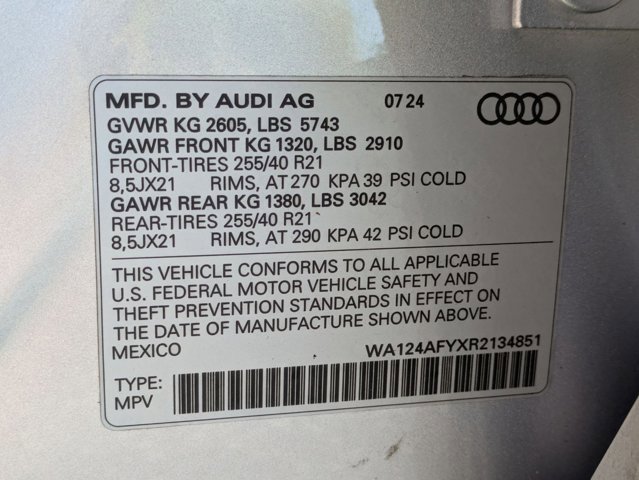 MFD. BY AUDI AG 07 24
GVWR KG 2605, LBS 5743
GAWR FRONT KG 1320, LBS 2910
FRONT-TIRES 255/40 R21
8,5JX21 RIMS, AT 270 KPA 39 PSI COLD
GAWR REAR KG 1380, LBS 3042
REAR-TIRES 255/40 R21
8,5JX21 RIMS, AT 290 KPA 42 PSI COLD
THIS VEHICLE CONFORMS TO ALL APPLICABLE
U.S. FEDERAL MOTOR VEHICLE SAFETY AND
THEFT PREVENTION STANDARDS IN EFFECT ON
THE DATE OF MANUFACTURE SHOWN ABOVE.
MEXICO WA124AFYXR2134851
TYPE:
MPV